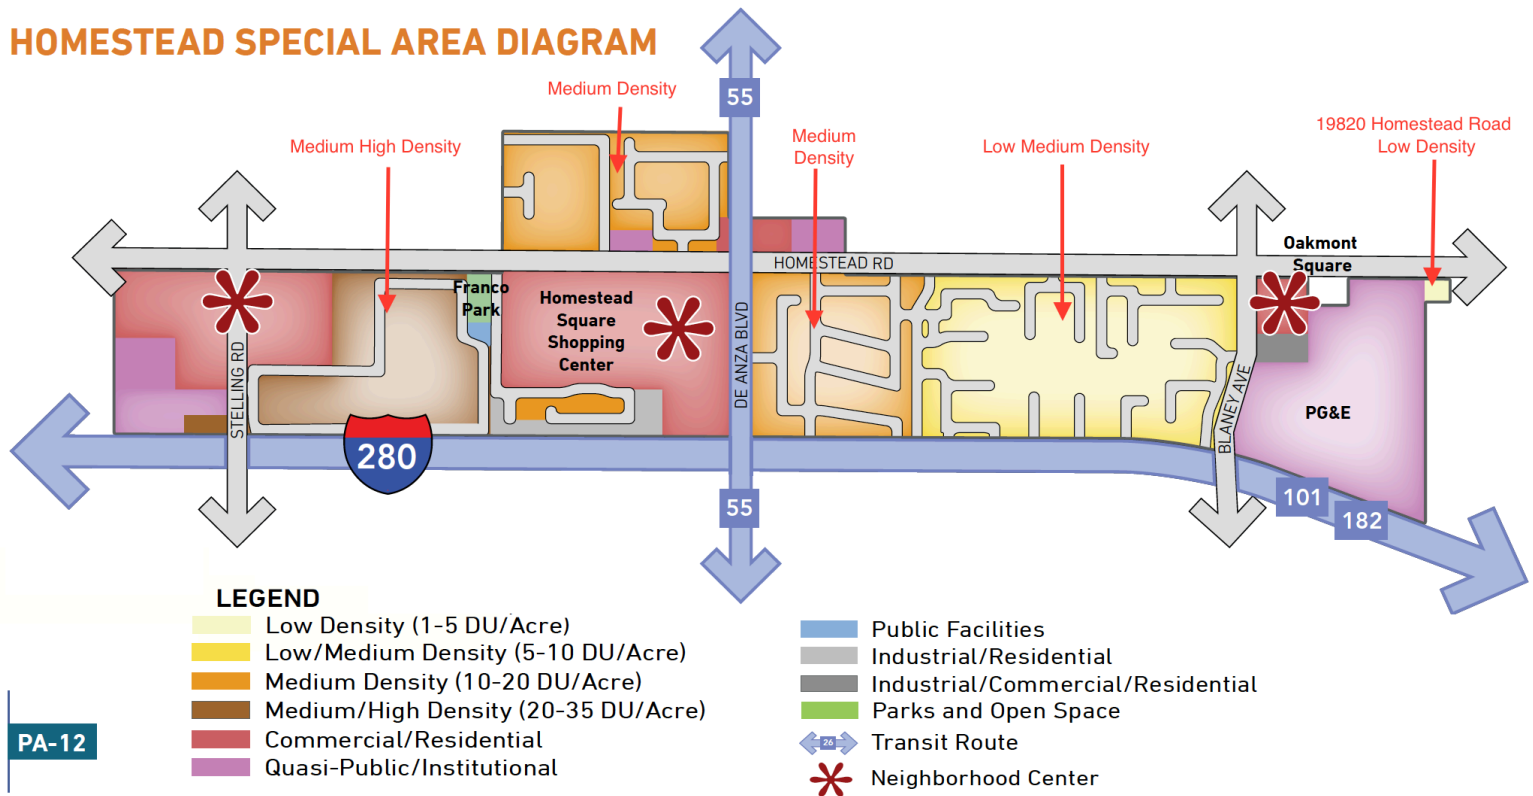 HOMESTEAD SPECIAL AREA DIAGRAM
Medium Density
55
Medium High Density
Medium
Density
Low Medium Density
19820 Homestead Road
Low Density
Oakmont
Square
HOMESTEAD RD
Franco
Park
Homestead
Square
Shopping
Center
STELLING RD
DE ANZA BLVD
BLANEY AVE
PG&E
280
55
101
182
LEGEND
Low Density (1-5 DU/Acre)
Low/Medium Density (5-10 DU/Acre)
Medium Density (10-20 DU/Acre)
Medium/High Density (20-35 DU/Acre)
Commercial/Residential
Quasi-Public/Institutional
Public Facilities
Industrial/Residential
Industrial/Commercial/Residential
Parks and Open Space
26
Transit Route
Neighborhood Center
PA-12